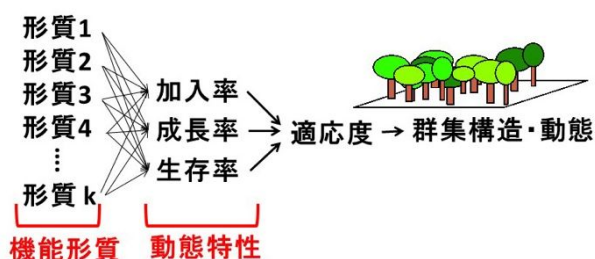 形質1
形質2
形質3
形質4
形質k
加入率
成長率
生存率
適応度 → 群集構造・動態
機能形質
動態特性